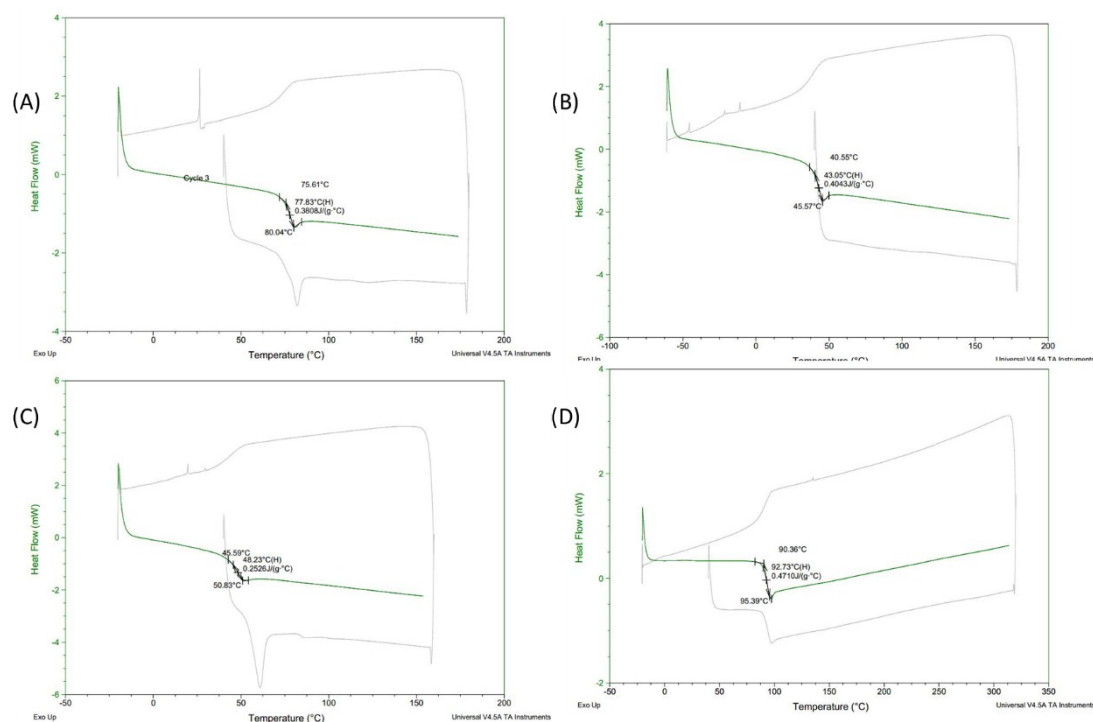 (A)
4
2
0
-2
-4
Heat Flow (mW)
Cycle 3
75.61°C
77.83°C(H)
0.3808J/(g·°C)
80.04°C
-50
0
50
100
150
200
Exo Up
Temperature (°C)
Universal V4.5A TA Instruments
(B)
4
2
0
-2
-4
-6
Heat Flow (mW)
40.55°C
43.05°C(H)
0.4043J/(g·°C)
45.57°C
-100
-50
0
50
100
150
200
Exo Up
Temperature (°C)
Universal V4.5A TA Instruments
(C)
6
4
2
0
-2
-4
-6
Heat Flow (mW)
45.59°C
48.23°C(H)
0.2526J/(g·°C)
50.83°C
-50
0
50
100
150
200
Exo Up
Temperature (°C)
Universal V4.5A TA Instruments
(D)
4
2
0
-2
Heat Flow (mW)
90.36°C
92.73°C(H)
0.4710J/(g·°C)
95.39°C
-50
0
50
100
150
200
250
300
350
Exo Up
Temperature (°C)
Universal V4.5A TA Instruments